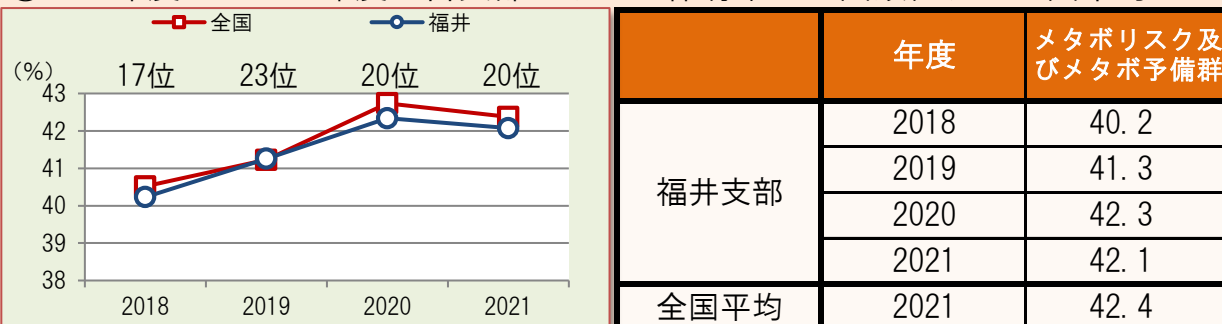 全国 福井
(%) 17位 23位 20位 20位
43
42
41
40
39
38
2018 2019 2020 2021
年度 メタボリスク及
びメタボ予備群
福井支部 2018 40.2
2019 41.3
2020 42.3
2021 42.1
全国平均 2021 42.4